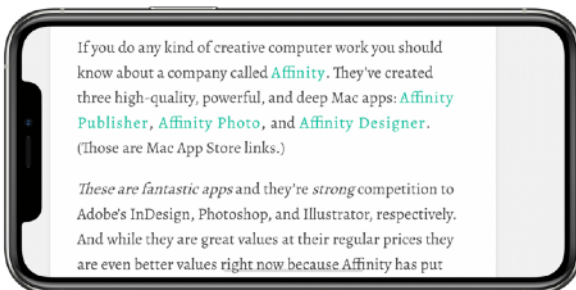 If you do any kind of creative computer work you should
know about a company called Affinity. They've created
three high-quality, powerful, and deep Mac apps: Affinity
Publisher, Affinity Photo, and Affinity Designer.
(Those are Mac App Store links.)
These are fantastic apps and they're strong competition to
Adobe's InDesign, Photoshop, and Illustrator, respectively.
And while they are great values at their regular prices they
are even better values right now because Affinity has put